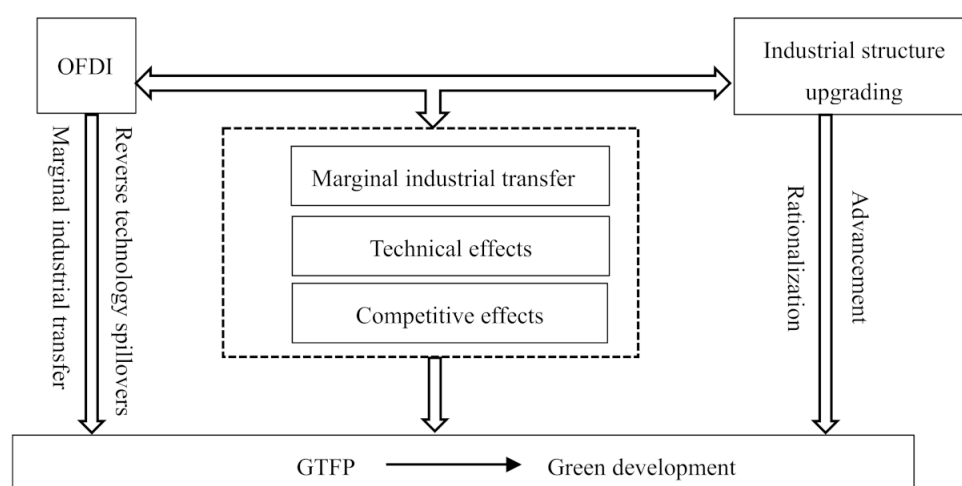 OFDI
Industrial structure
upgrading
Marginal industrial transfer
Reverse technology spillovers
Marginal industrial transfer
Technical effects
Competitive effects
Rationalization
Advancement
GTFP
Green development